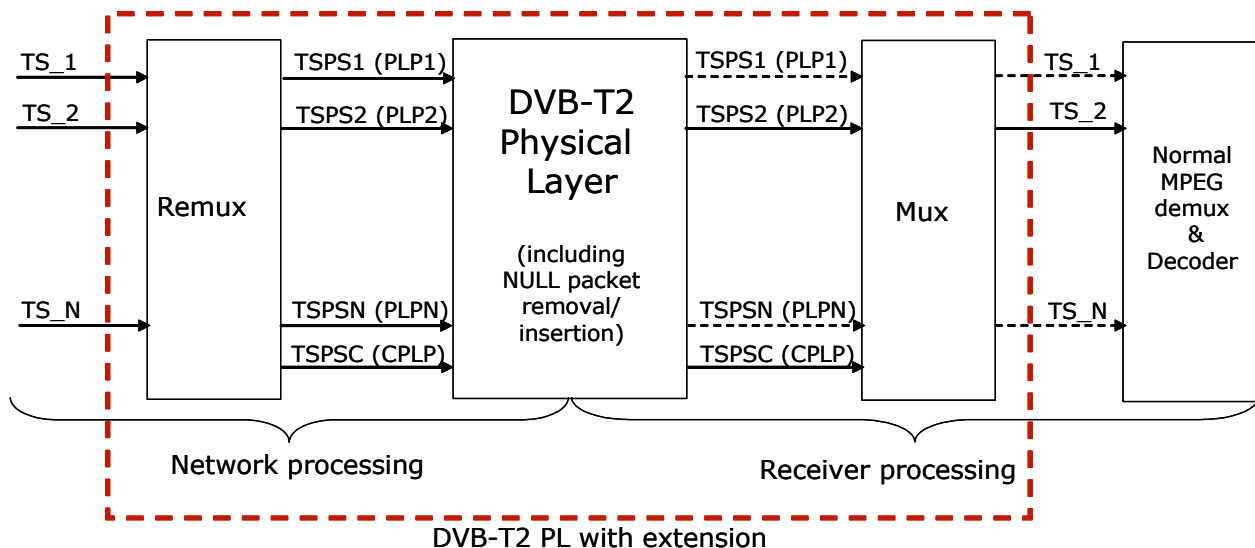 TS_1
TS_2
TS_N
Remux
TSPS1 (PLP1)
TSPS2 (PLP2)
TSPSN (PLPN)
TSPSC (CPLP)
DVB-T2
Physical
Layer
(including
NULL packet
removal/
insertion)
TSPS1 (PLP1)
TSPS2 (PLP2)
TSPSN (PLPN)
TSPSC (CPLP)
Mux
TS_1
TS_2
TS_N
Normal
MPEG
demux
&
Decoder
Network processing
Receiver processing
DVB-T2 PL with extension